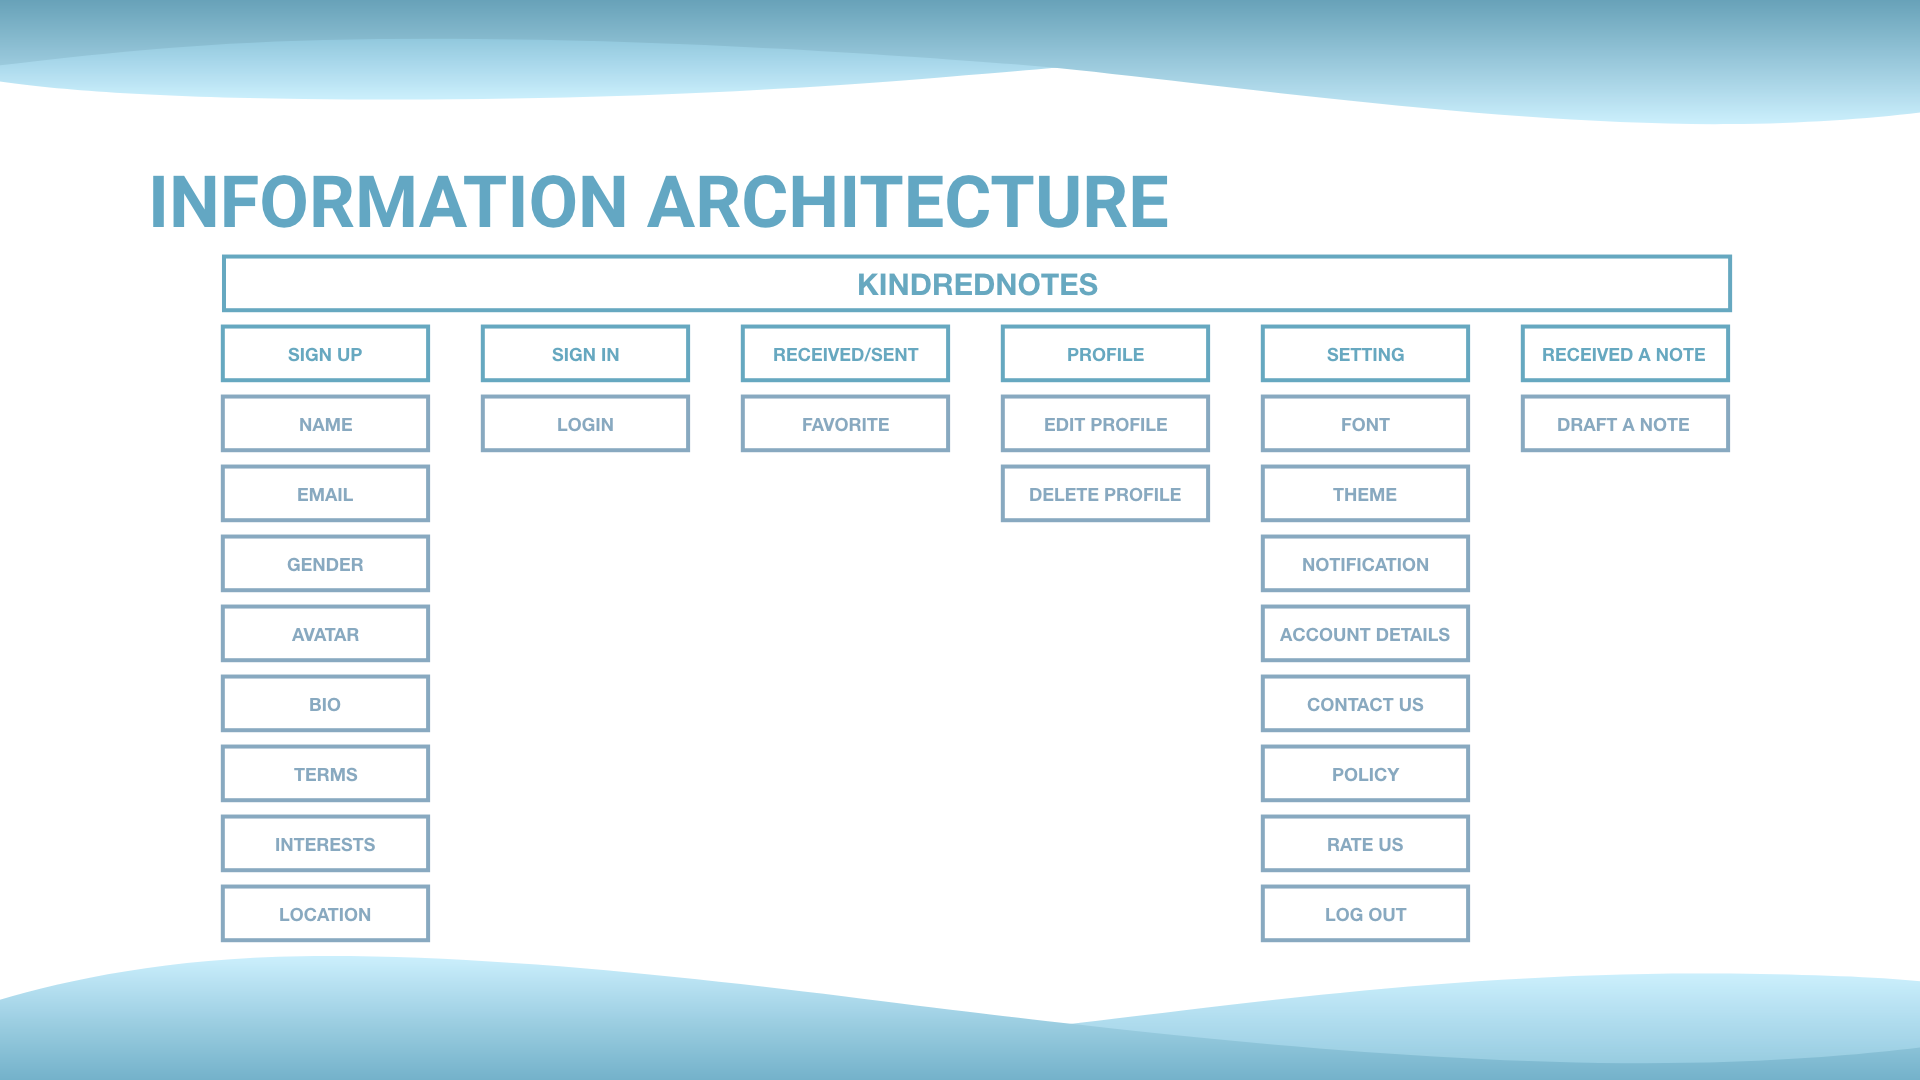 INFORMATION ARCHITECTURE
KINDREDNOTES
SIGN UP
NAME
EMAIL
GENDER
AVATAR
BIO
TERMS
INTERESTS
LOCATION
SIGN IN
LOGIN
RECEIVED/SENT
FAVORITE
PROFILE
EDIT PROFILE
DELETE PROFILE
SETTING
FONT
THEME
NOTIFICATION
ACCOUNT DETAILS
CONTACT US
POLICY
RATE US
LOG OUT
RECEIVED A NOTE
DRAFT A NOTE